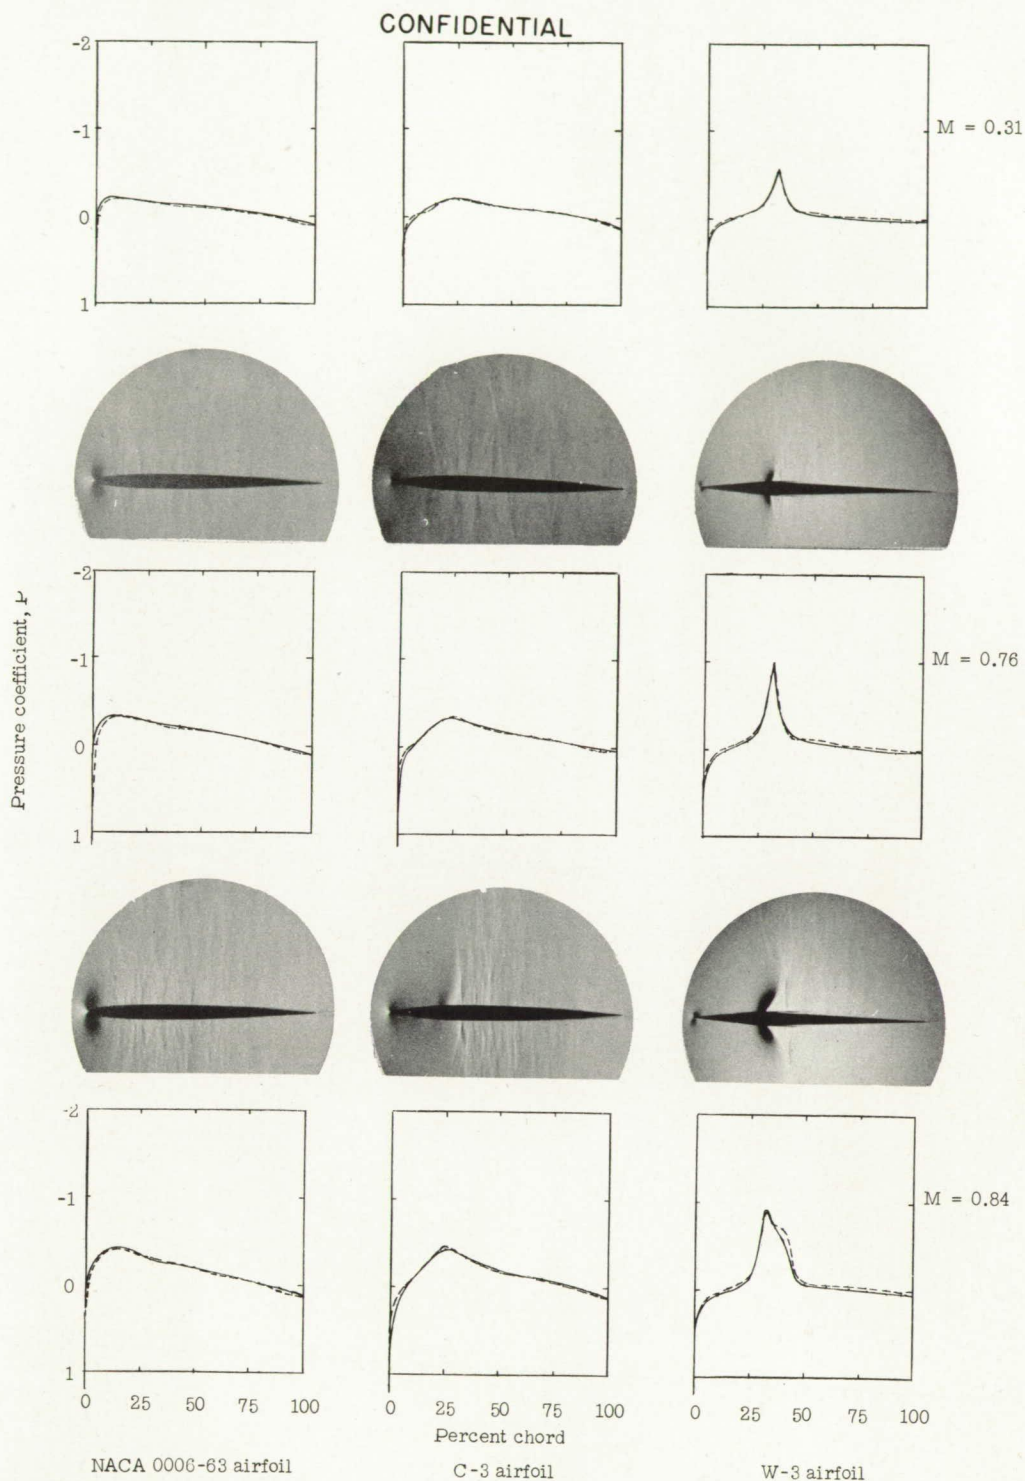 CONFIDENTIAL
-2
-1
0
1
M = 0.31
Pressure coefficient, P
-2
-1
0
1
M = 0.76
-2
-1
0
1
M = 0.84
0 25 50 75 100
0 25 50 75 100
0 25 50 75 100
Percent chord
NACA 0006-63 airfoil
C-3 airfoil
W-3 airfoil